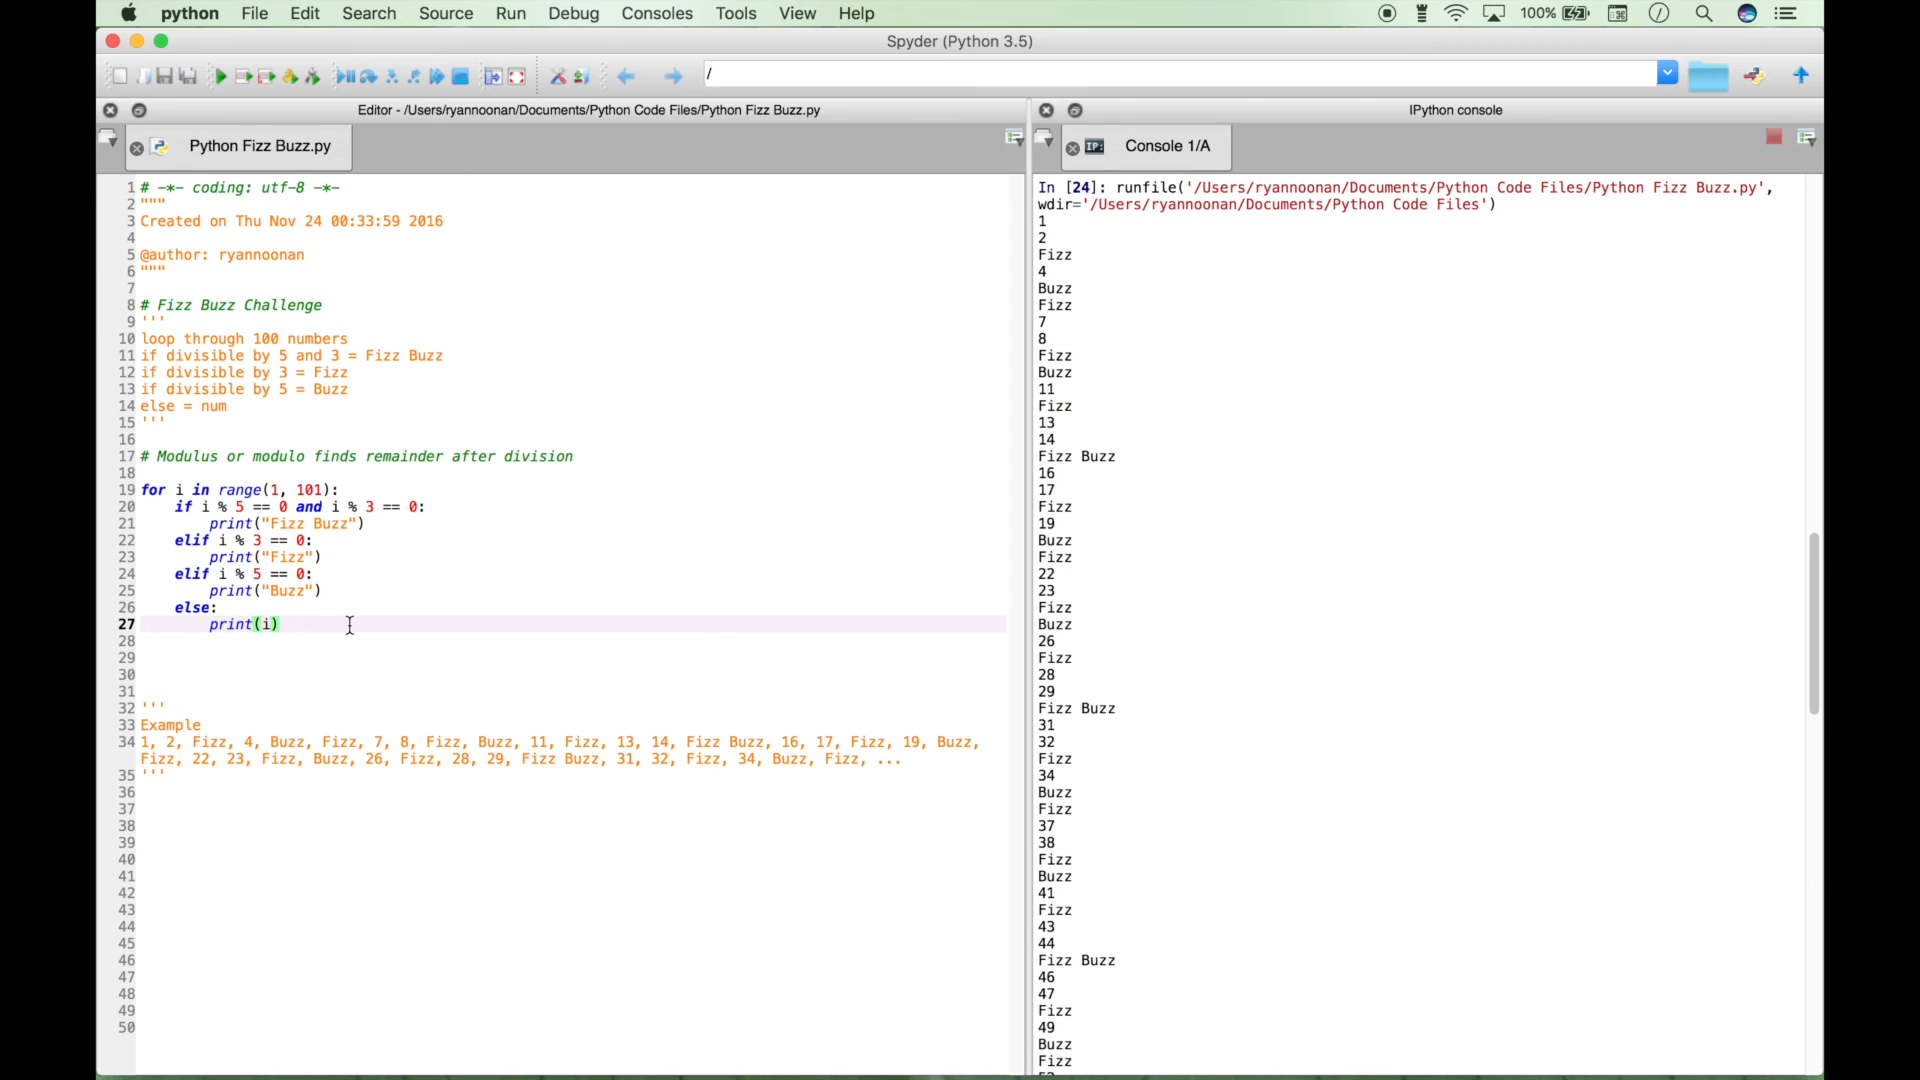 python File Edit Search Source Run Debug Consoles Tools View Help 100%
Spyder (Python 3.5)
/
Editor - /Users/ryannoonan/Documents/Python Code Files/Python Fizz Buzz.py
Python Fizz Buzz.py
1 # -*- coding: utf-8 -*-
2 """
3 Created on Thu Nov 24 00:33:59 2016
4
5 @author: ryannoonan
6 """
7
8 # Fizz Buzz Challenge
9 '''
10 loop through 100 numbers
11 if divisible by 5 and 3 = Fizz Buzz
12 if divisible by 3 = Fizz
13 if divisible by 5 = Buzz
14 else = num
15 '''
16
17 # Modulus or modulo finds remainder after division
18
19 for i in range(1, 101):
20     if i % 5 == 0 and i % 3 == 0:
21         print("Fizz Buzz")
22     elif i % 3 == 0:
23         print("Fizz")
24     elif i % 5 == 0:
25         print("Buzz")
26     else:
27         print(i)
28
29
30
31
32 '''
33 Example
34 1, 2, Fizz, 4, Buzz, Fizz, 7, 8, Fizz, Buzz, 11, Fizz, 13, 14, Fizz Buzz, 16, 17, Fizz, 19, Buzz,
Fizz, 22, 23, Fizz, Buzz, 26, Fizz, 28, 29, Fizz Buzz, 31, 32, Fizz, 34, Buzz, Fizz, ...
35 '''
36
37
38
39
40
41
42
43
44
45
46
47
48
49
50
IPython console
IP: Console 1/A
In [24]: runfile('/Users/ryannoonan/Documents/Python Code Files/Python Fizz Buzz.py',
wdir='/Users/ryannoonan/Documents/Python Code Files')
1
2
Fizz
4
Buzz
Fizz
7
8
Fizz
Buzz
11
Fizz
13
14
Fizz Buzz
16
17
Fizz
19
Buzz
Fizz
22
23
Fizz
Buzz
26
Fizz
28
29
Fizz Buzz
31
32
Fizz
34
Buzz
Fizz
37
38
Fizz
Buzz
41
Fizz
43
44
Fizz Buzz
46
47
Fizz
49
Buzz
Fizz